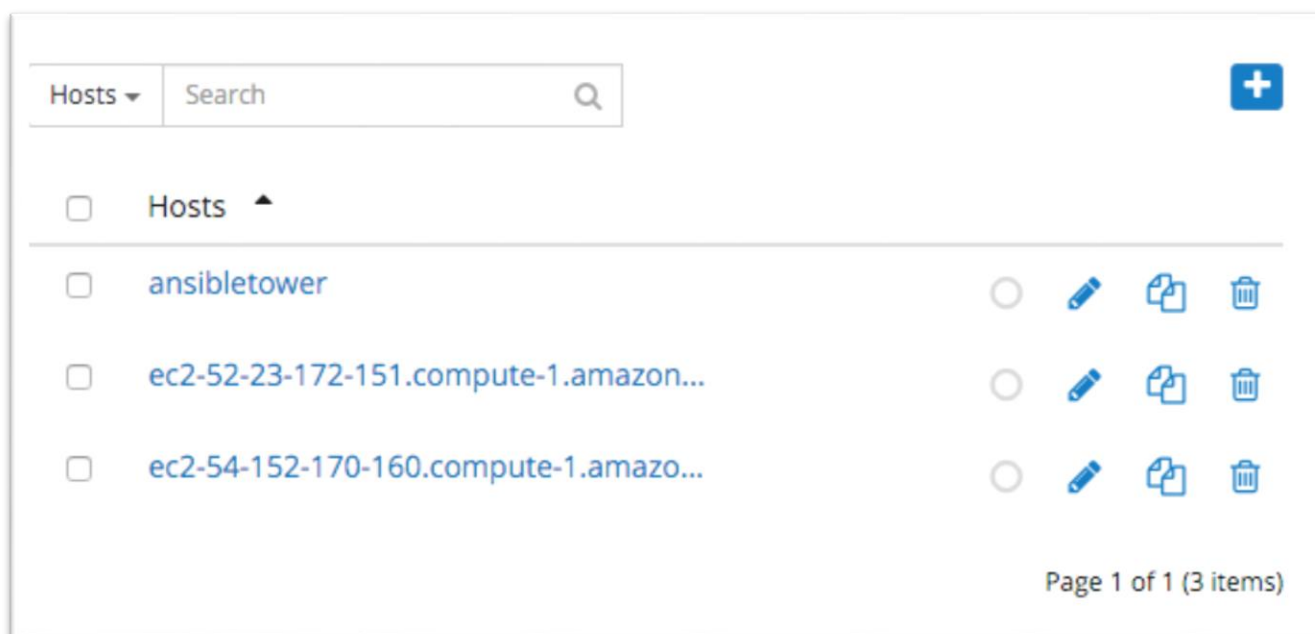 Hosts Search
Hosts
ansibletower
ec2-52-23-172-151.compute-1.amazon...
ec2-54-152-170-160.compute-1.amazo...
Page 1 of 1 (3 items)